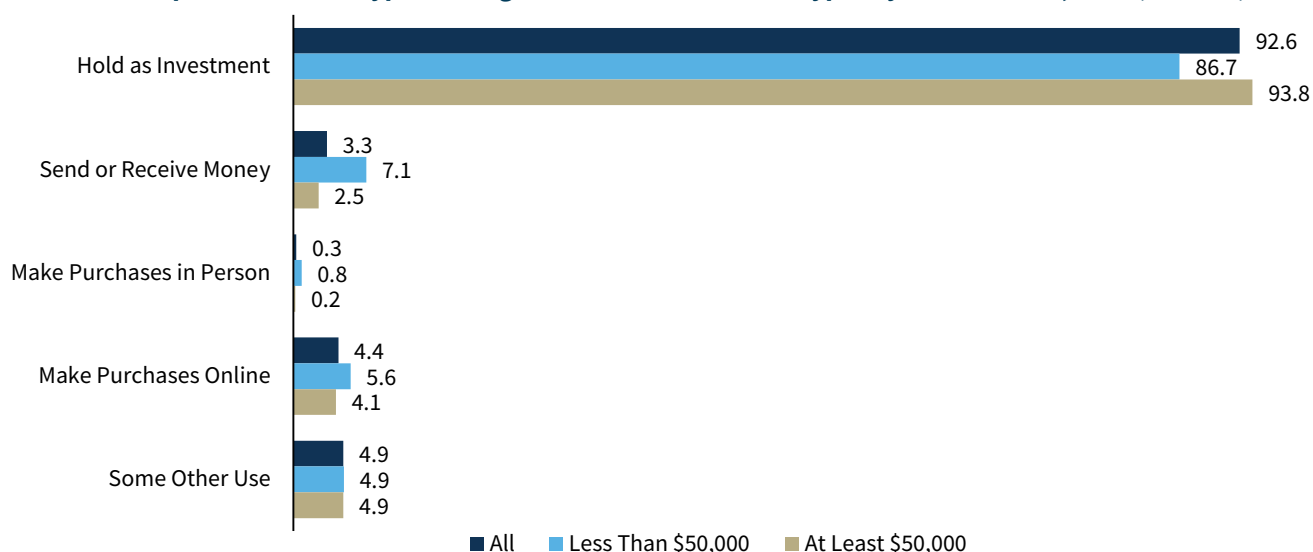 Hold as Investment
92.6
86.7
93.8
Send or Receive Money
3.3
7.1
2.5
Make Purchases in Person
0.3
0.8
0.2
Make Purchases Online
4.4
5.6
4.1
Some Other Use
4.9
4.9
4.9
All Less Than $50,000 At Least $50,000